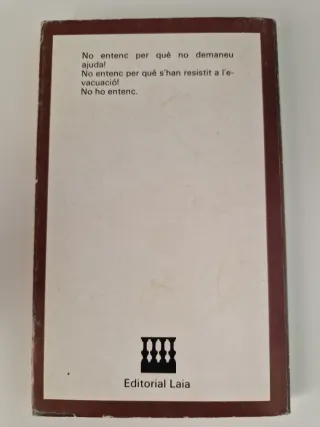 No entenc per què no demaneu
ajuda!
No entenc per què s'han resistit a l'e-
vacuació!
No ho entenc.
Editorial Laia